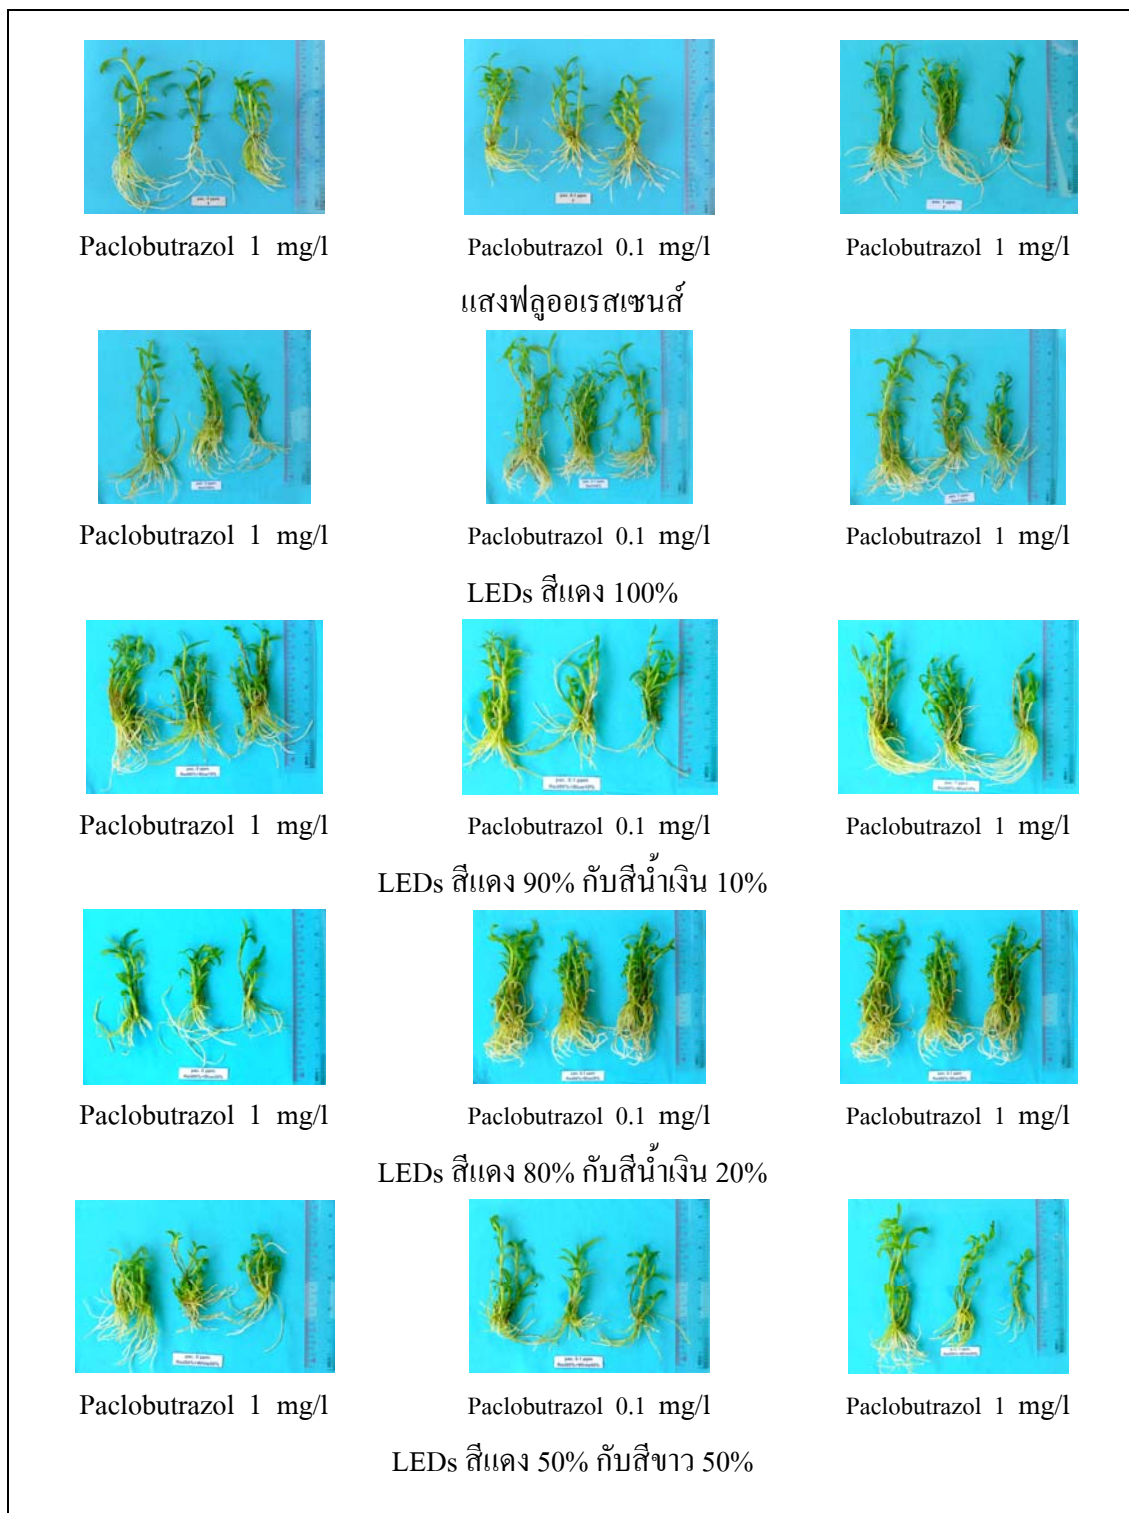 Paclobutrazol 1 mg/l Paclobutrazol 0.1 mg/l Paclobutrazol 1 mg/l
แสงฟลูออเรสเซนส์
Paclobutrazol 1 mg/l Paclobutrazol 0.1 mg/l Paclobutrazol 1 mg/l
LEDs สีแดง 100%
Paclobutrazol 1 mg/l Paclobutrazol 0.1 mg/l Paclobutrazol 1 mg/l
LEDs สีแดง 90% กับสีน้ำเงิน 10%
Paclobutrazol 1 mg/l Paclobutrazol 0.1 mg/l Paclobutrazol 1 mg/l
LEDs สีแดง 80% กับสีน้ำเงิน 20%
Paclobutrazol 1 mg/l Paclobutrazol 0.1 mg/l Paclobutrazol 1 mg/l
LEDs สีแดง 50% กับสีขาว 50%